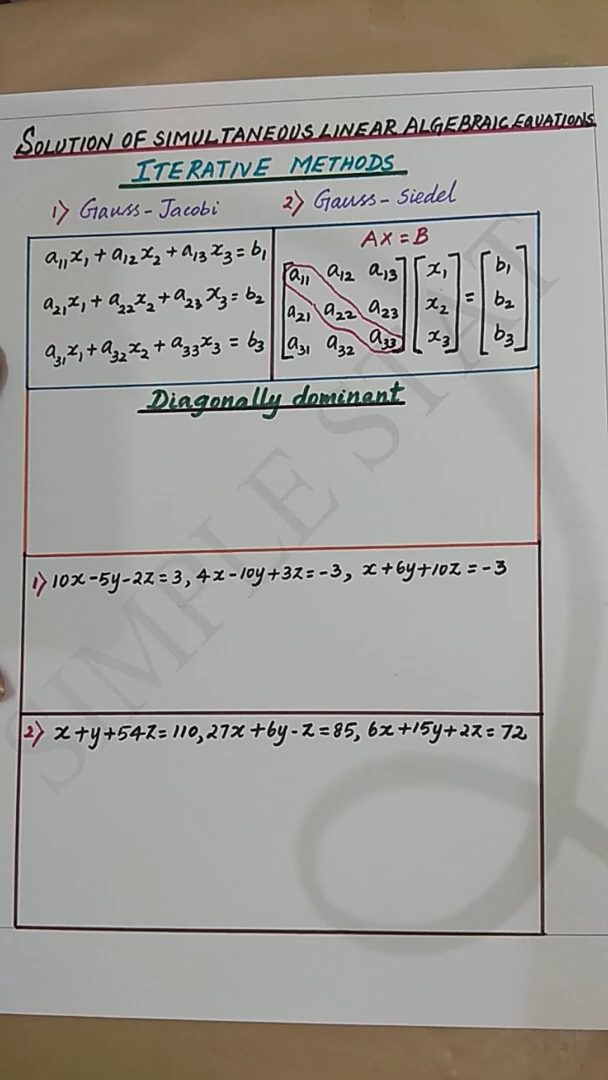 SOLUTION OF SIMULTANEOUS LINEAR ALGEBRAIC EQUATIONS
ITERATIVE METHODS
1) Gauss-Jacobi 2) Gauss-Siedel
a₁₁x₁ + a₁₂x₂ + a₁₃x₃ = b₁
a₂₁x₁ + a₂₂x₂ + a₂₃x₃ = b₂
a₃₁x₁ + a₃₂x₂ + a₃₃x₃ = b₃
AX = B
[a₁₁ a₁₂ a₁₃] [x₁] [b₁]
[a₂₁ a₂₂ a₂₃] [x₂] = [b₂]
[a₃₁ a₃₂ a₃₃] [x₃] [b₃]
Diagonally dominant
1) 10x-5y-2z=3, 4x-10y+3z=-3, x+6y+10z=-3
2) x+y+54z=110, 27x+6y-z=85, 6x+15y+2z=72
SIMPLE STAT